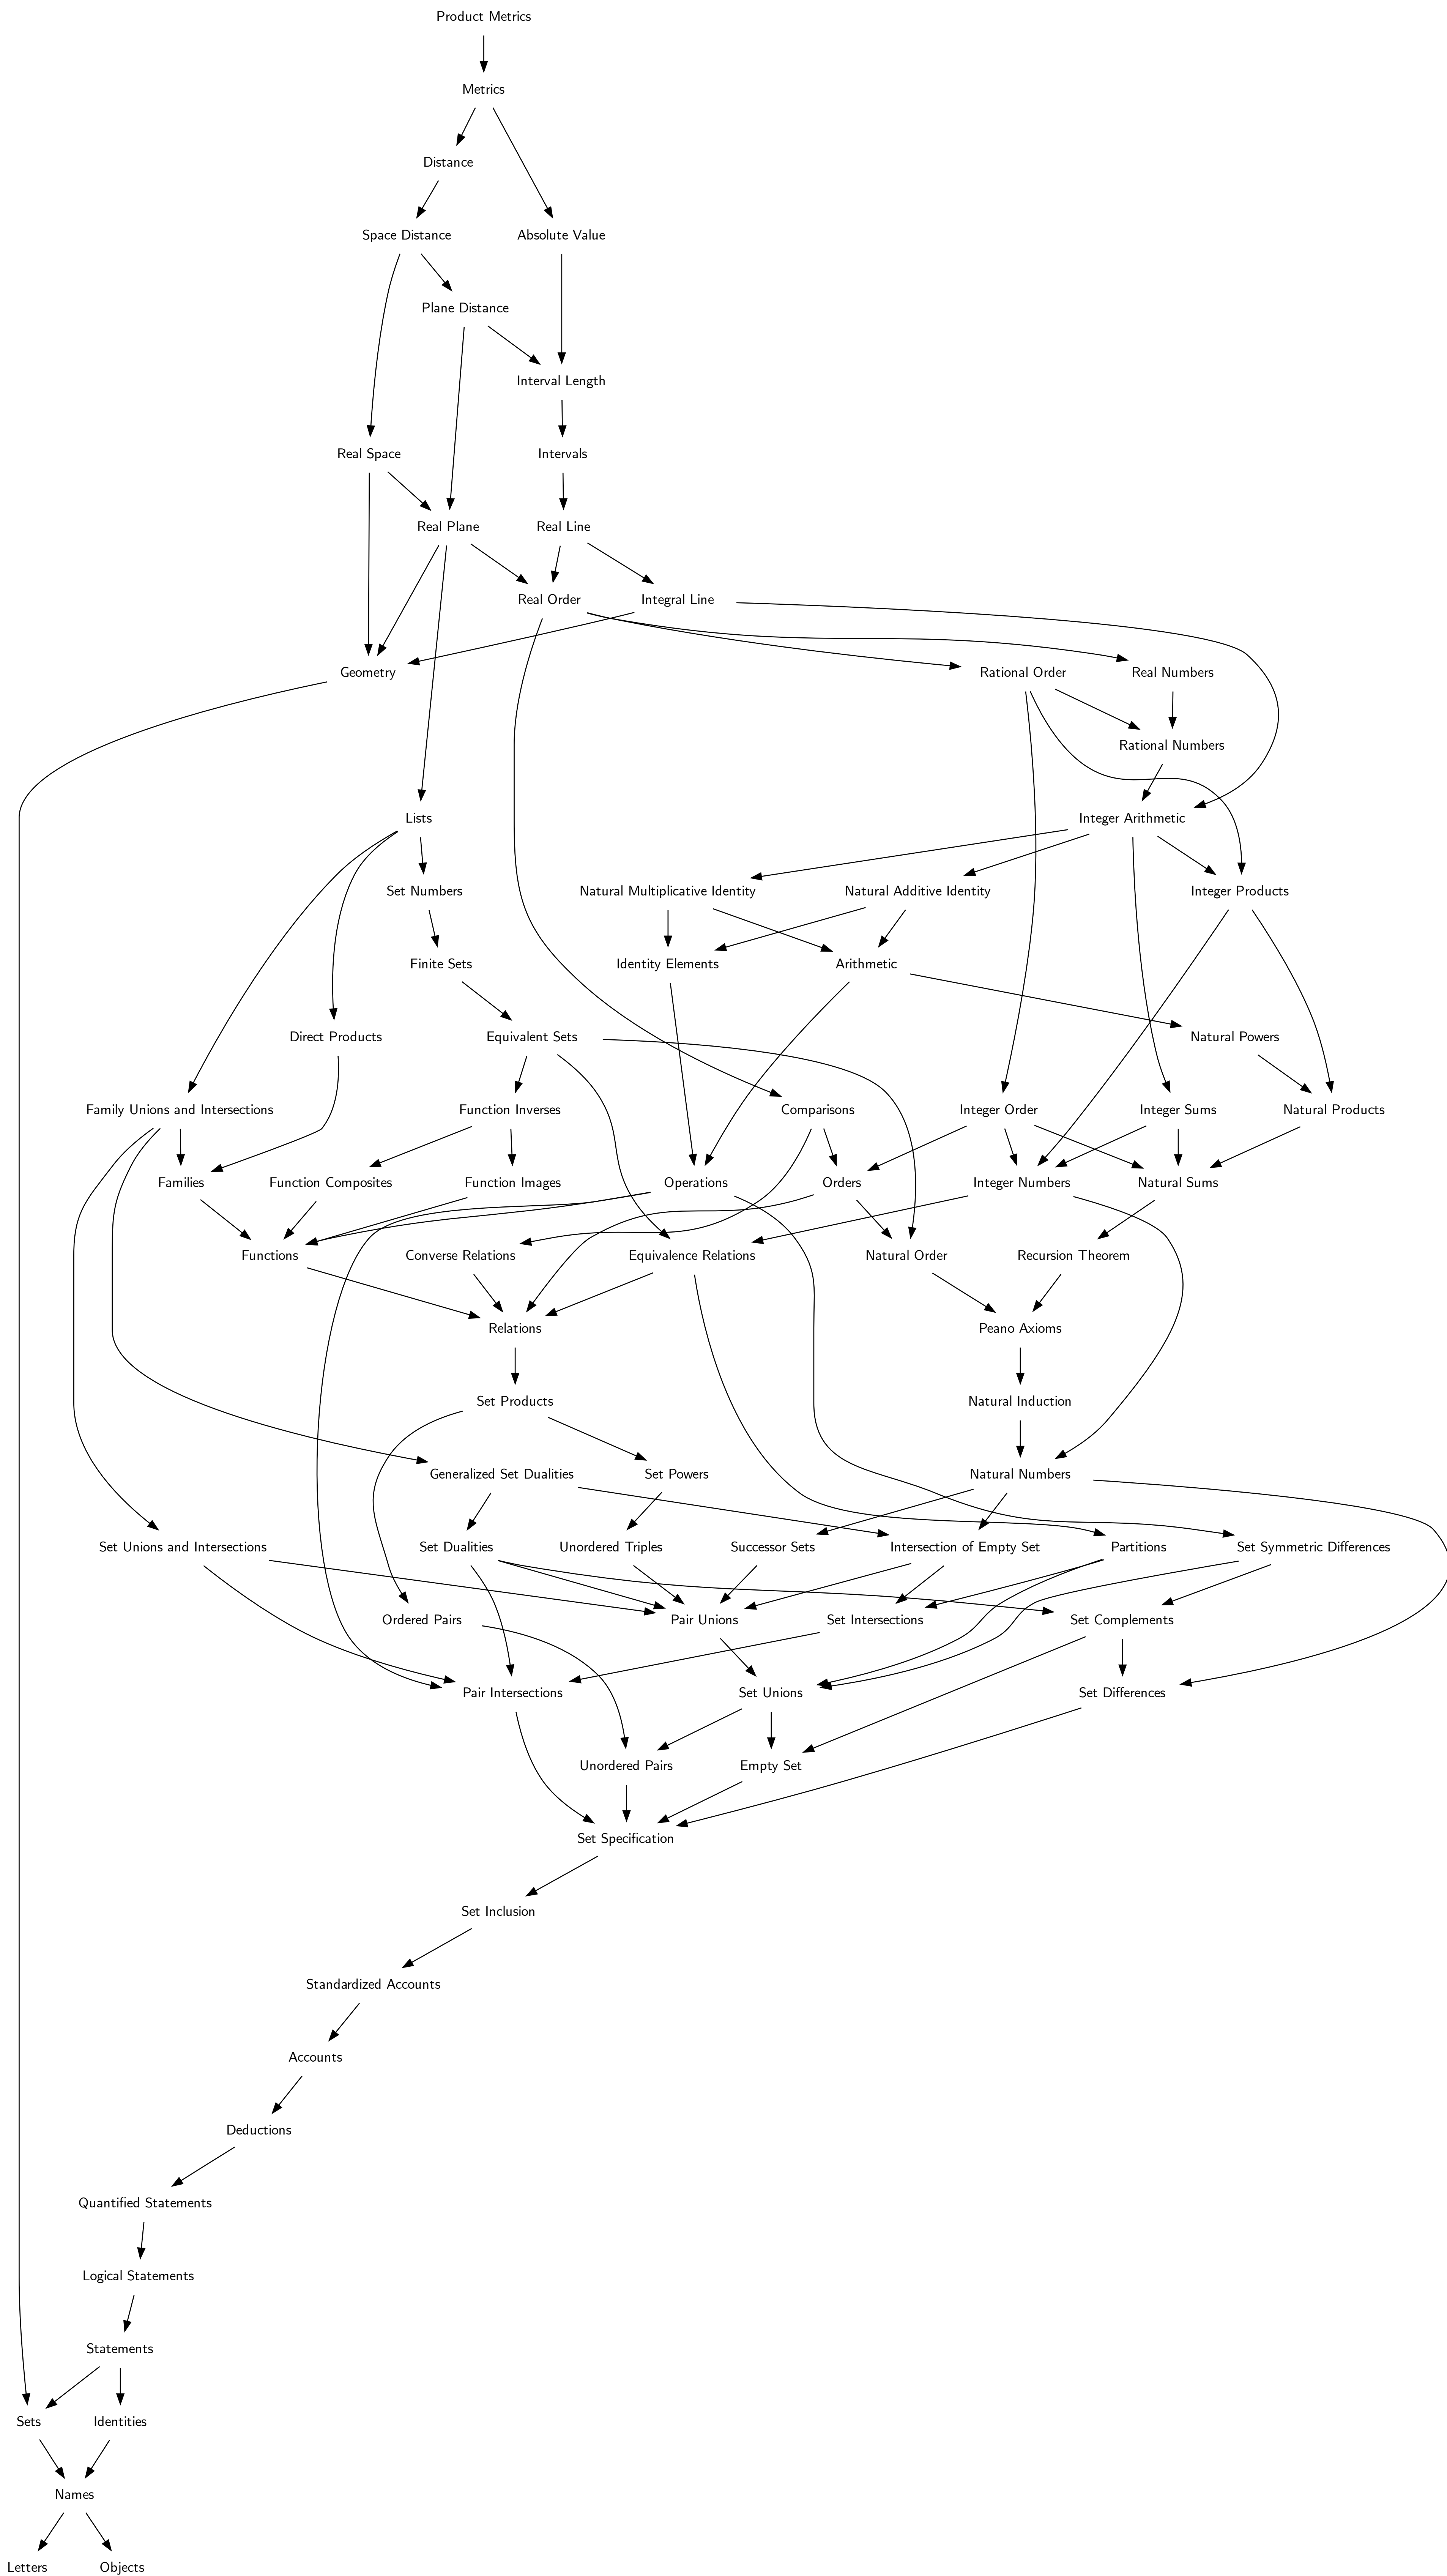 Product Metrics
Metrics
Distance
Space Distance
Absolute Value
Plane Distance
Interval Length
Real Space
Intervals
Real Plane
Real Line
Real Order
Integral Line
Geometry
Rational Order
Real Numbers
Rational Numbers
Lists
Integer Arithmetic
Set Numbers
Natural Multiplicative Identity
Natural Additive Identity
Integer Products
Finite Sets
Identity Elements
Arithmetic
Direct Products
Equivalent Sets
Natural Powers
Family Unions and Intersections
Function Inverses
Comparisons
Integer Order
Integer Sums
Natural Products
Families
Function Composites
Function Images
Operations
Orders
Integer Numbers
Natural Sums
Functions
Converse Relations
Equivalence Relations
Natural Order
Recursion Theorem
Relations
Peano Axioms
Set Products
Natural Induction
Generalized Set Dualities
Set Powers
Natural Numbers
Set Unions and Intersections
Set Dualities
Unordered Triples
Successor Sets
Intersection of Empty Set
Partitions
Set Symmetric Differences
Ordered Pairs
Pair Unions
Set Intersections
Set Complements
Pair Intersections
Set Unions
Set Differences
Unordered Pairs
Empty Set
Set Specification
Set Inclusion
Standardized Accounts
Accounts
Deductions
Quantified Statements
Logical Statements
Statements
Sets
Identities
Names
Letters
Objects